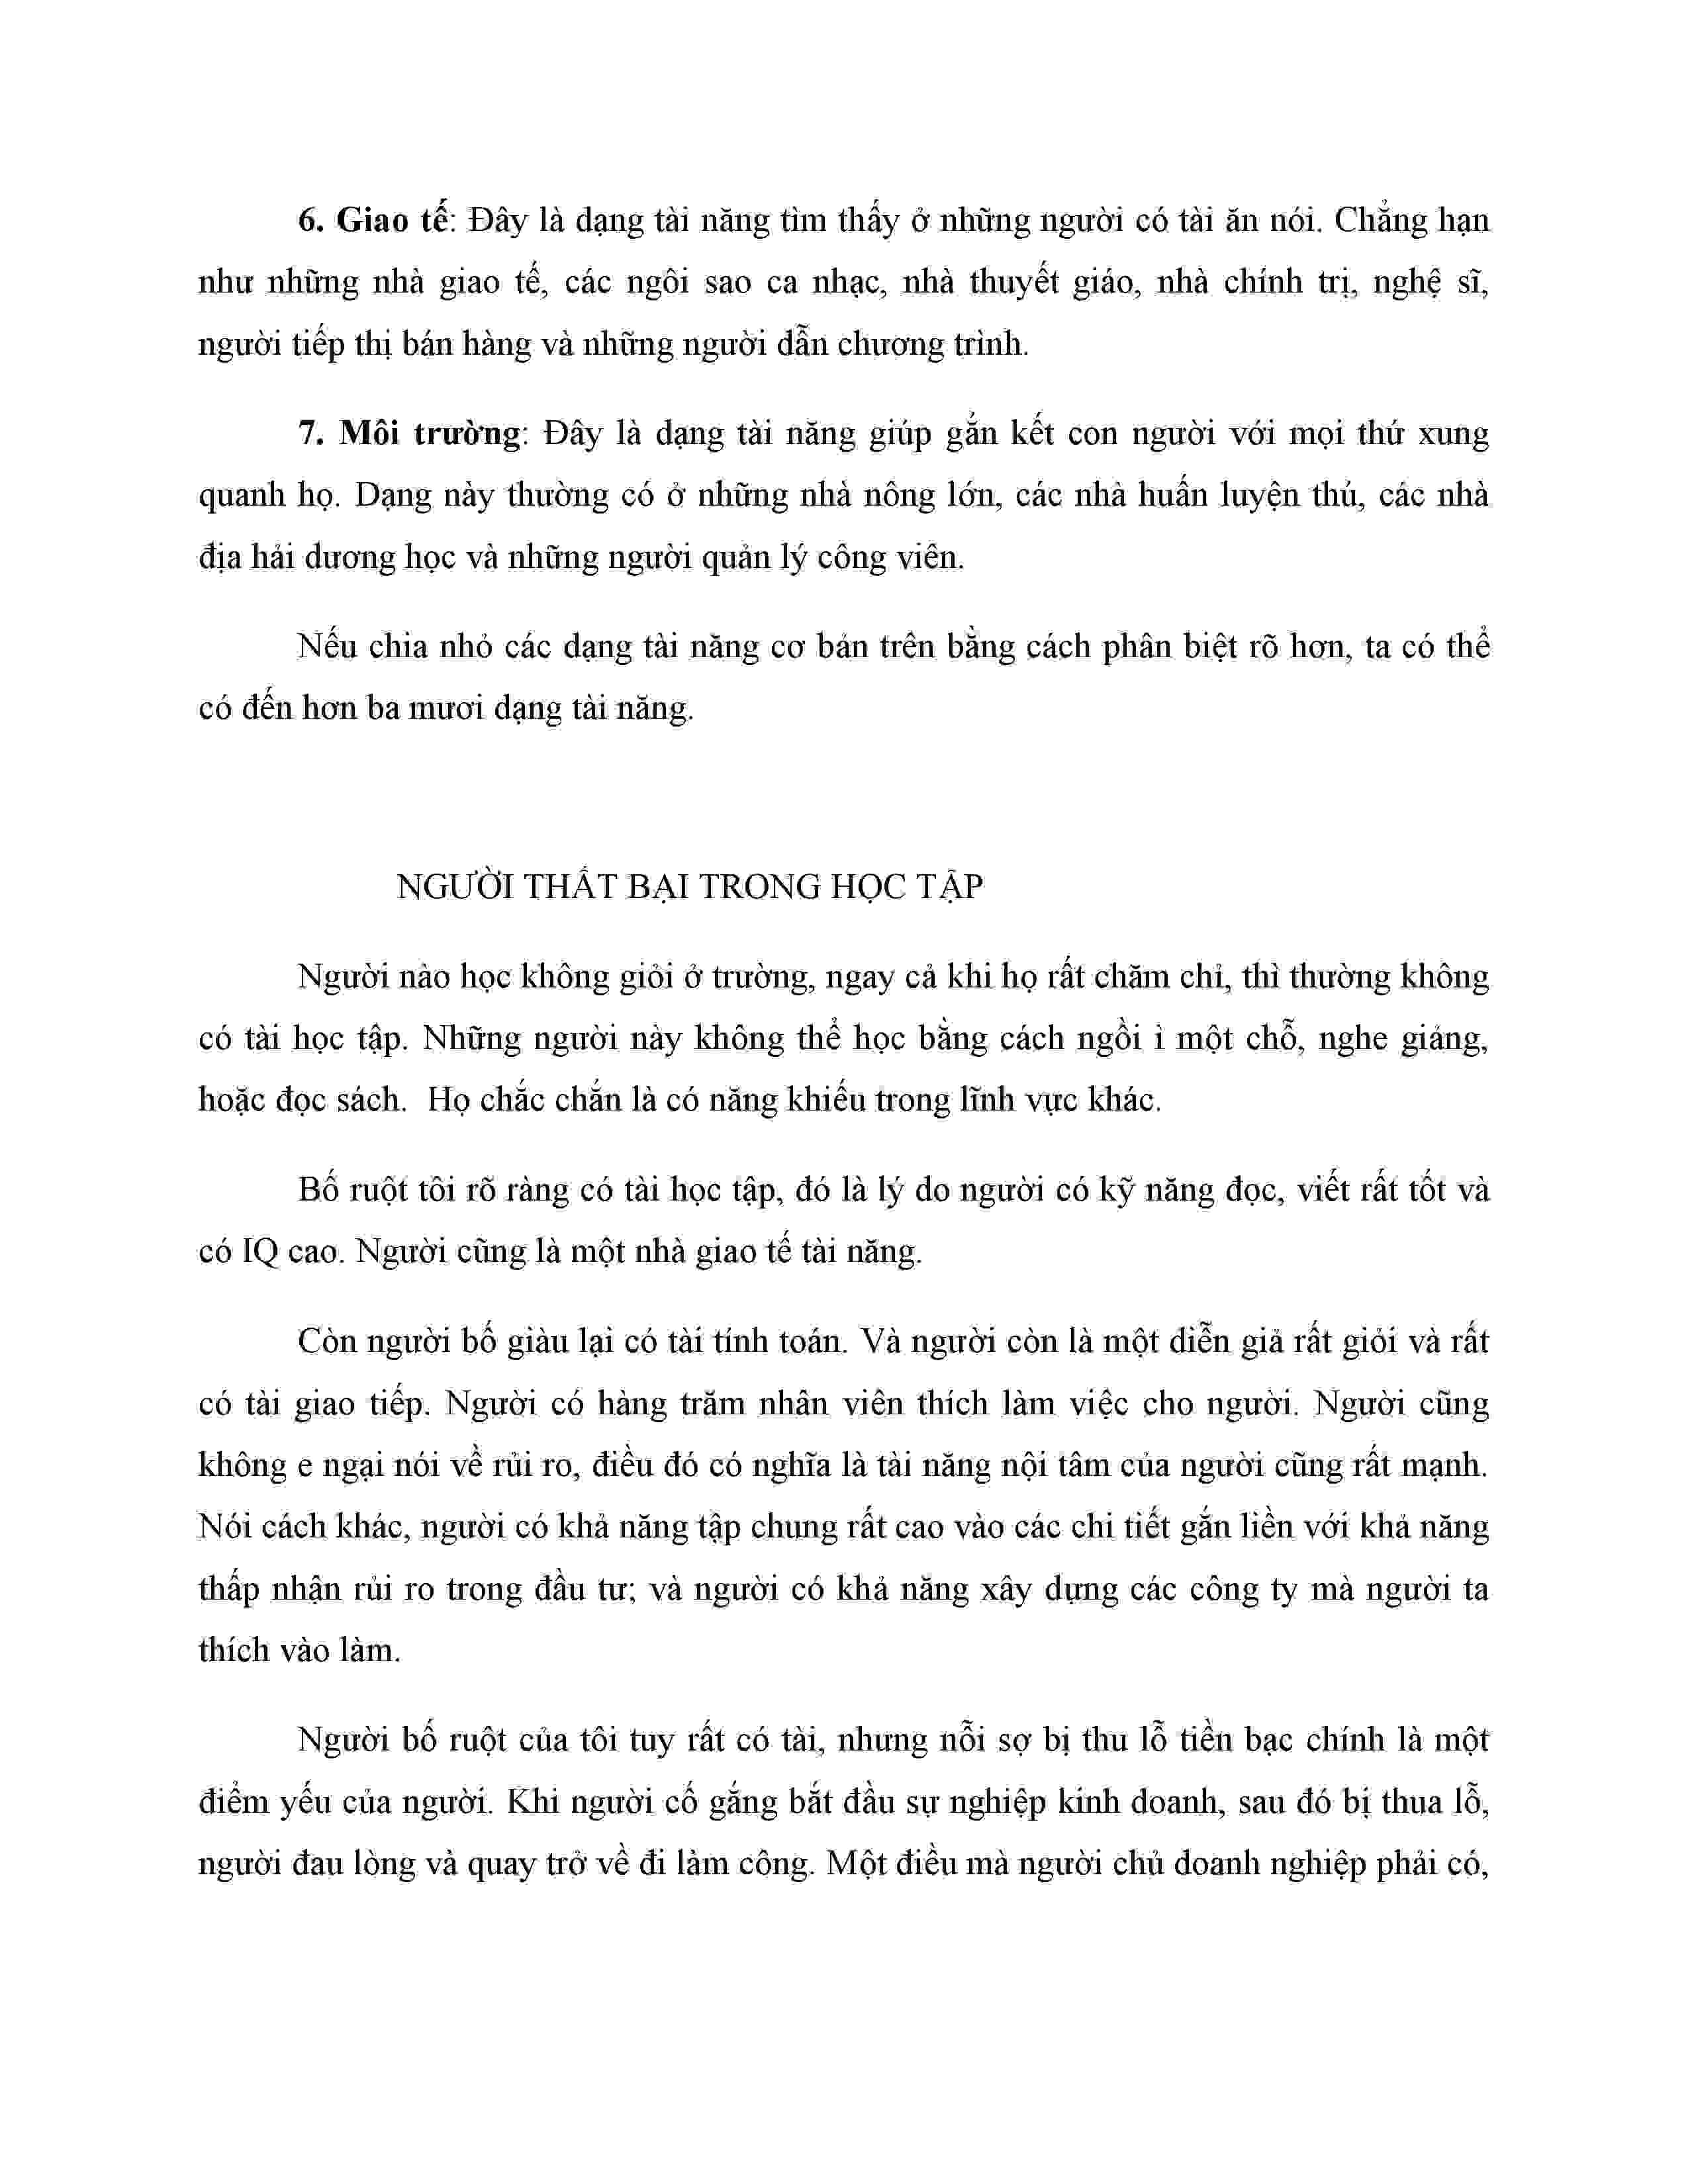 6. Giao tế: Đây là dạng tài năng tìm thấy ở những người có tài ăn nói. Chẳng hạn
như những nhà giao tế, các ngôi sao ca nhạc, nhà thuyết giáo, nhà chính trị, nghệ sĩ,
người tiếp thị bán hàng và những người dẫn chương trình.
7. Môi trường: Đây là dạng tài năng giúp gắn kết con người với mọi thứ xung
quanh họ. Dạng này thường có ở những nhà nông lớn, các nhà huấn luyện thú, các nhà
địa hải dương học và những người quản lý công viên.
Nếu chia nhỏ các dạng tài năng cơ bản trên bằng cách phân biệt rõ hơn, ta có thể
có đến hơn ba mươi dạng tài năng.
NGƯỜI THẤT BẠI TRONG HỌC TẬP
Người nào học không giỏi ở trường, ngay cả khi họ rất chăm chỉ, thì thường không
có tài học tập. Những người này không thể học bằng cách ngồi ì một chỗ, nghe giảng,
hoặc đọc sách. Họ chắc chắn là có năng khiếu trong lĩnh vực khác.
Bố ruột tôi rõ ràng có tài học tập, đó là lý do người có kỹ năng đọc, viết rất tốt và
có IQ cao. Người cũng là một nhà giao tế tài năng.
Còn người bố giàu lại có tài tính toán. Và người còn là một diễn giả rất giỏi và rất
có tài giao tiếp. Người có hàng trăm nhân viên thích làm việc cho người. Người cũng
không e ngại nói về rủi ro, điều đó có nghĩa là tài năng nội tâm của người cũng rất mạnh.
Nói cách khác, người có khả năng tập chung rất cao vào các chi tiết gắn liền với khả năng
thấp nhận rủi ro trong đầu tư; và người có khả năng xây dựng các công ty mà người ta
thích vào làm.
Người bố ruột của tôi tuy rất có tài, nhưng nỗi sợ bị thu lỗ tiền bạc chính là một
điểm yếu của người. Khi người cố gắng bắt đầu sự nghiệp kinh doanh, sau đó bị thua lỗ,
người đau lòng và quay trở về đi làm công. Một điều mà người chủ doanh nghiệp phải có,